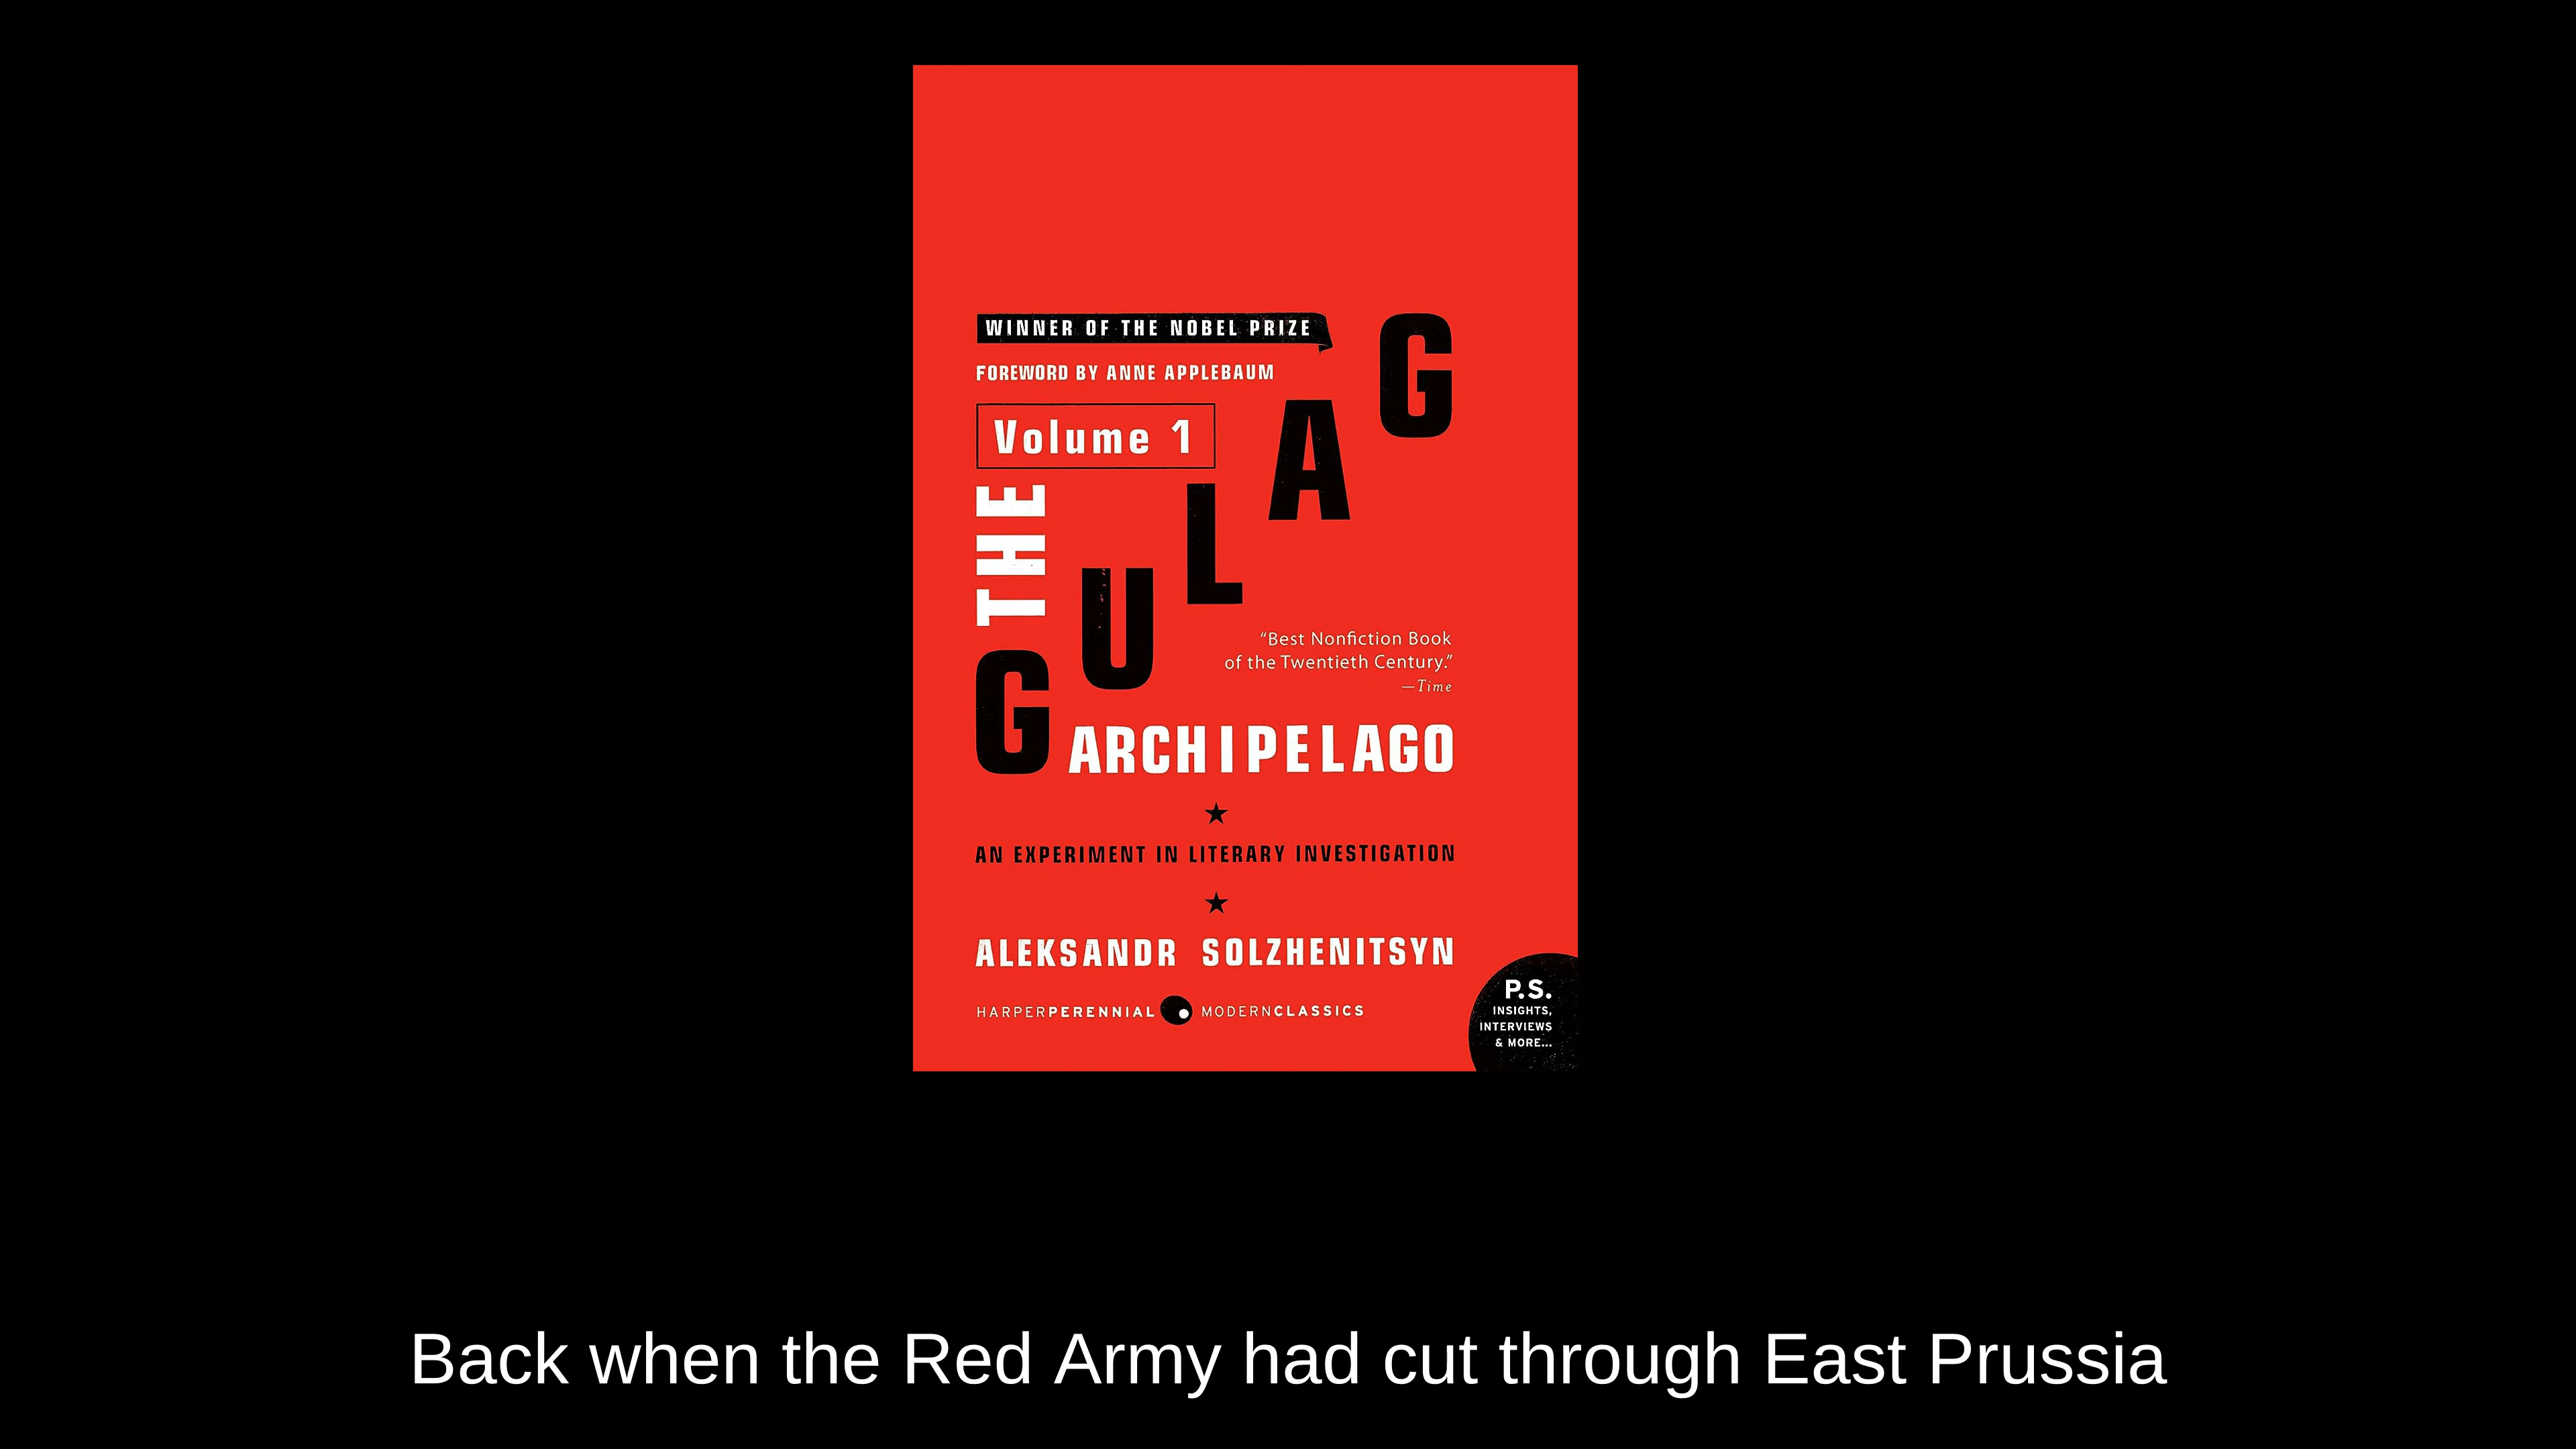 WINNER OF THE NOBEL PRIZE
FOREWORD BY ANNE APPLEBAUM
Volume 1
THE
GULAG
"Best Nonfiction Book
of the Twentieth Century."
—Time
ARCHIPELAGO
AN EXPERIMENT IN LITERARY INVESTIGATION
ALEKSANDR SOLZHENITSYN
HARPERPERENNIAL MODERNCLASSICS
P.S.
INSIGHTS,
INTERVIEWS
& MORE...
Back when the Red Army had cut through East Prussia